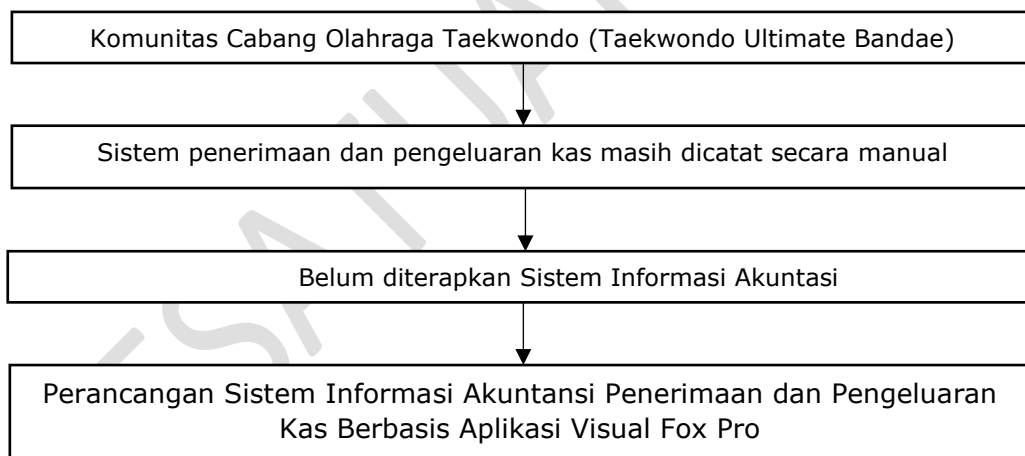 Komunitas Cabang Olahraga Taekwondo (Taekwondo Ultimate Bandae)
Sistem penerimaan dan pengeluaran kas masih dicatat secara manual
Belum diterapkan Sistem Informasi Akuntasi
Perancangan Sistem Informasi Akuntansi Penerimaan dan Pengeluaran
Kas Berbasis Aplikasi Visual Fox Pro